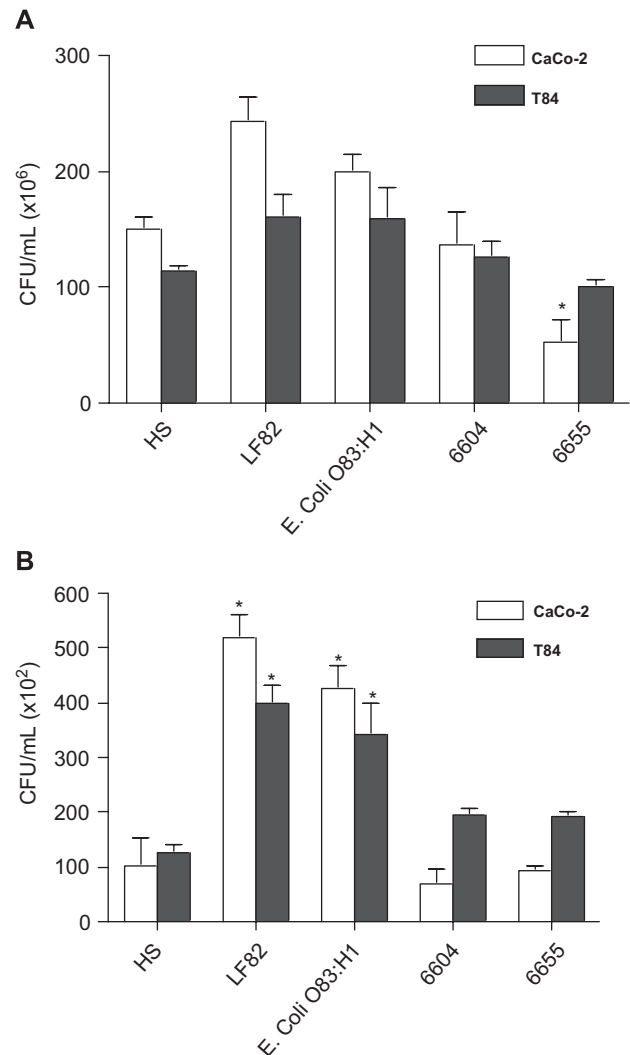 A
300
200
100
0
CFU/mL (x10⁶)
CaCo-2
T84
*
HS
LF82
E. Coli O83:H1
6604
6655
B
600
500
400
300
200
100
0
CFU/mL (x10²)
CaCo-2
T84
*
*
*
*
HS
LF82
E. Coli O83:H1
6604
6655